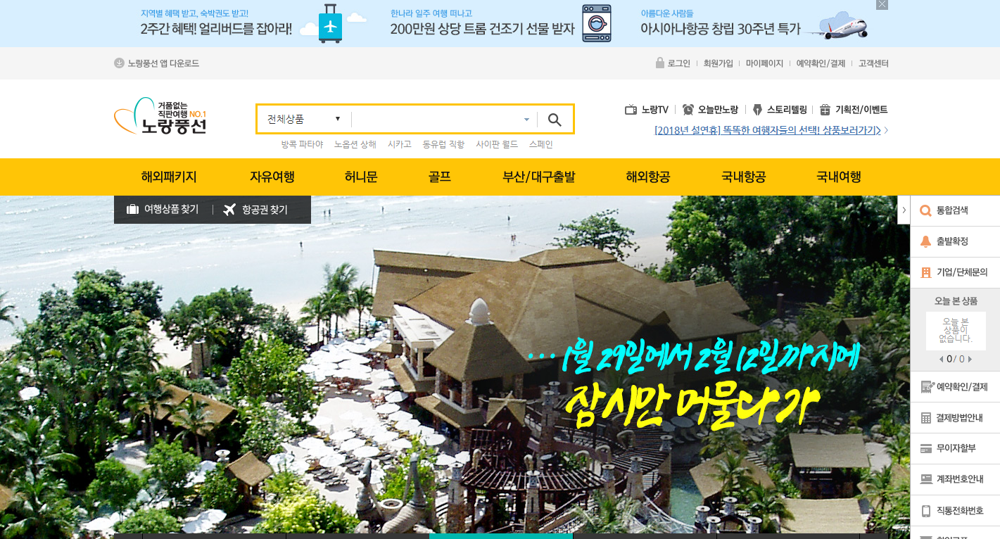 지역별 혜택 받고, 숙박권도 받고!
2주간 혜택! 얼리버드를 잡아라!
한나라 일주 여행 떠나고
200만원 상당 트롬 건조기 선물 받자
아름다운 사람들
아시아나항공 창립 30주년 특가
노랑풍선 앱 다운로드
로그인 회원가입 마이페이지 예약확인/결제 고객센터
거품없는
직판여행 NO.1
노랑풍선
전체상품
방콕 파타야 노옵션 상해 시카고 동유럽 직항 사이판 월드 스페인
노랑TV 오늘만노랑 스토리텔링 기획전/이벤트
[2018년 설연휴] 똑똑한 여행자들의 선택! 상품보러가기>
해외패키지 자유여행 허니문 골프 부산/대구출발 해외항공 국내항공 국내여행
여행상품 찾기 항공권 찾기
···1월 29일에서 2월 12일까지에
잠시만 머물다 가
통합검색
출발확정
기업/단체문의
오늘 본 상품
오늘 본
상품이
없습니다.
0/ 0
예약확인/결제
결제방법안내
무이자할부
계좌번호안내
직통전화번호